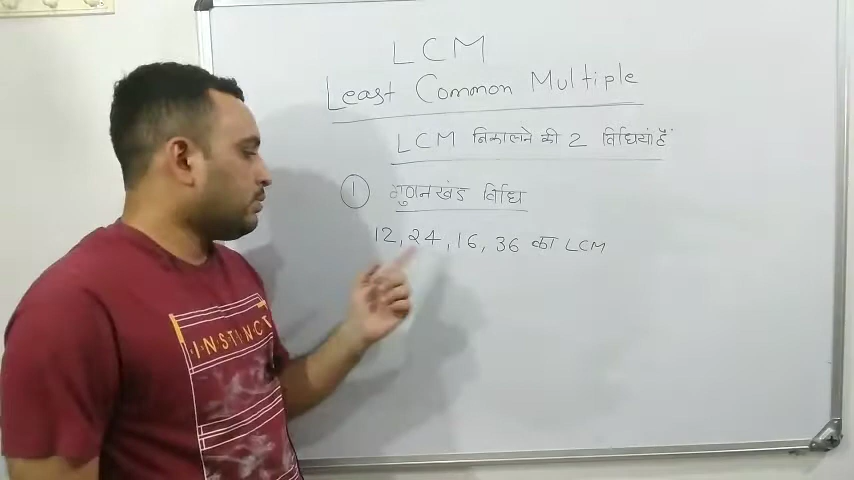 LCM
Least Common Multiple
LCM निकालने की 2 विधियां हैं
1 गुणनखंड विधि
12, 24, 16, 36 का LCM
INSTINCT